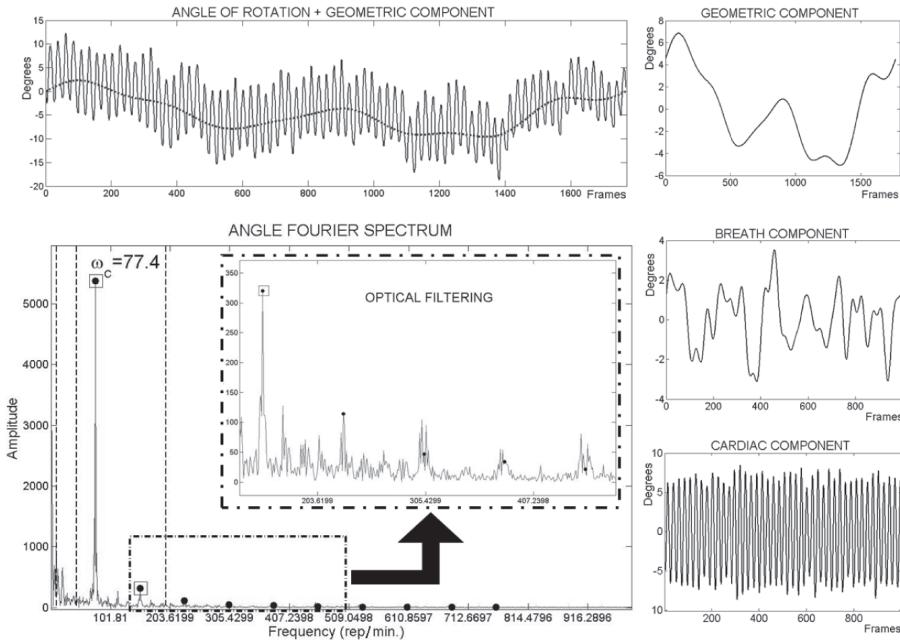 ANGLE OF ROTATION + GEOMETRIC COMPONENT
Degrees
15
10
5
0
-5
-10
-15
-20
0 200 400 600 800 1000 1200 1400 1600 Frames
GEOMETRIC COMPONENT
Degrees
8
6
4
2
0
-2
-4
-6
0 500 1000 1500
Frames
ANGLE FOURIER SPECTRUM
ω C =77.4
Amplitude
5000
4000
3000
2000
1000
0
101.81 203.6199 305.4299 407.2398 509.0498 610.8597 712.6697 814.4796 916.2896
Frequency (rep/min.)
OPTICAL FILTERING
350
300
250
200
150
100
50
0
203.6199 305.4299 407.2398
BREATH COMPONENT
Degrees
4
2
0
-2
-4
0 200 400 600 800
Frames
CARDIAC COMPONENT
Degrees
10
5
0
-5
10
0 200 400 600 800
Frames